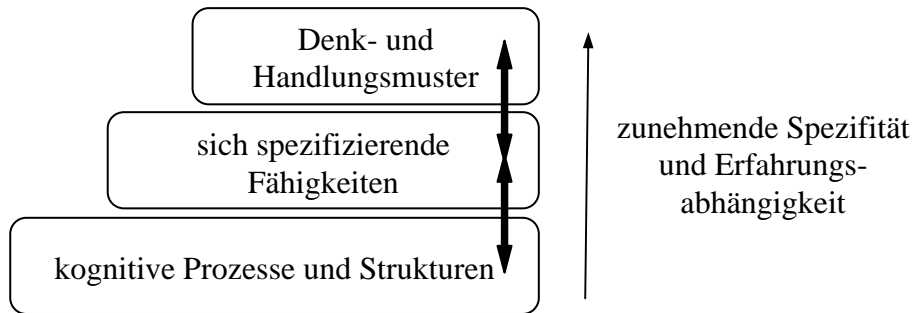 Denk- und
Handlungsmuster
sich spezifizierende
Fähigkeiten
kognitive Prozesse und Strukturen
zunehmende Spezifität
und Erfahrungs-
abhängigkeit